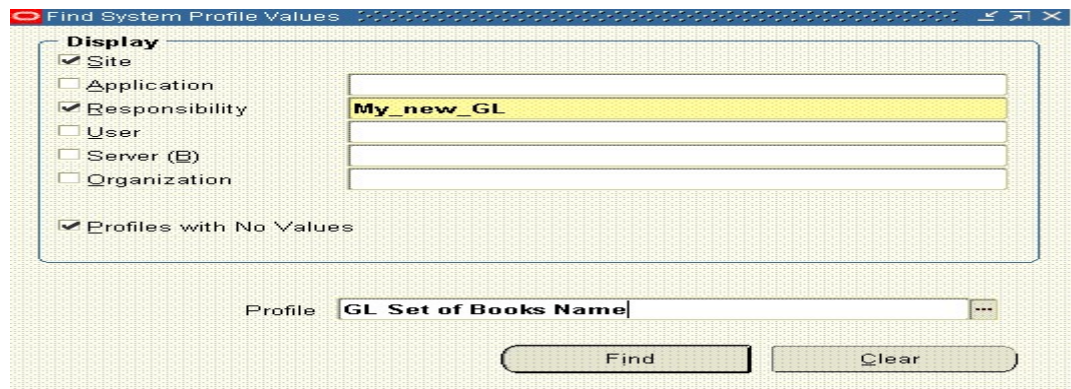 Find System Profile Values
Display
Site
Application
Responsibility My_new_GL
User
Server (B)
Organization
Profiles with No Values
Profile GL Set of Books Name
Find Clear